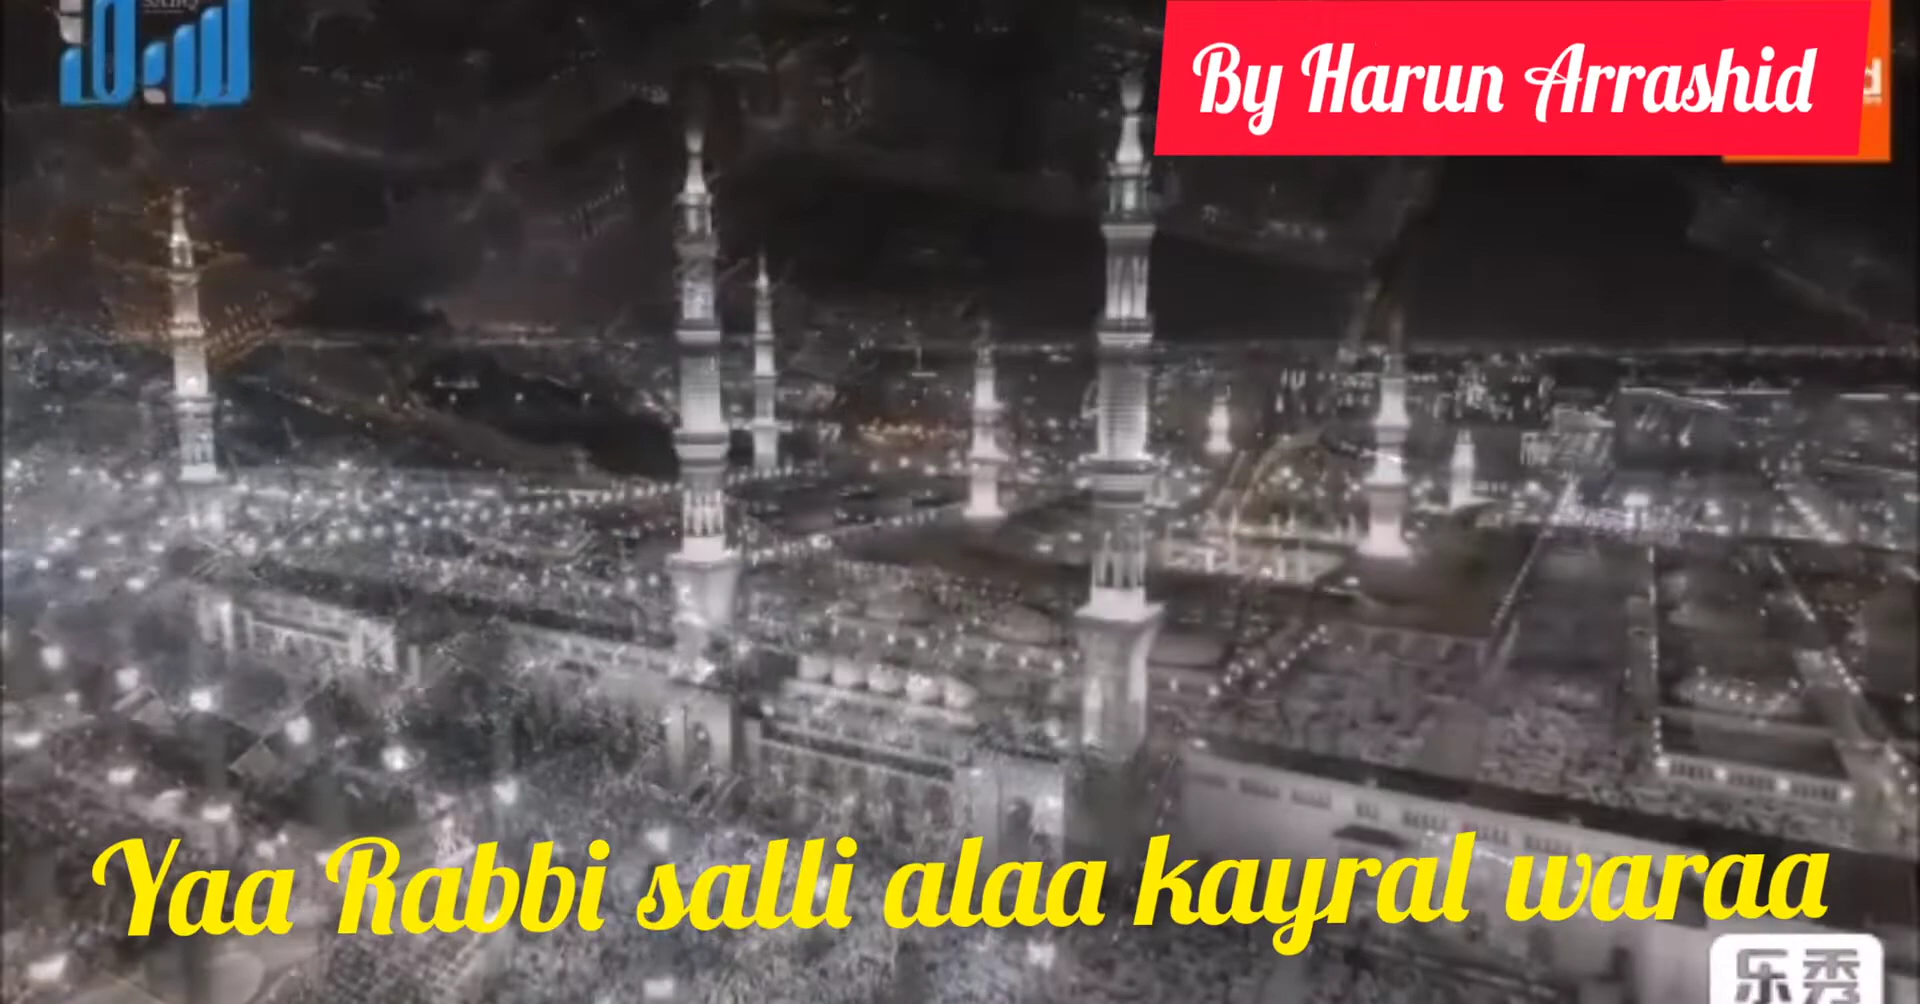 By Harun Arrashid
Yaa Rabbi salli alaa kayral waraa
乐秀